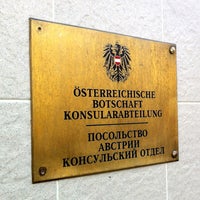 ÖSTERREICHISCHE
BOTSCHAFT
KONSULARABTEILUNG
ПОСОЛЬСТВО
АВСТРИИ
КОНСУЛЬСКИЙ ОТДЕЛ